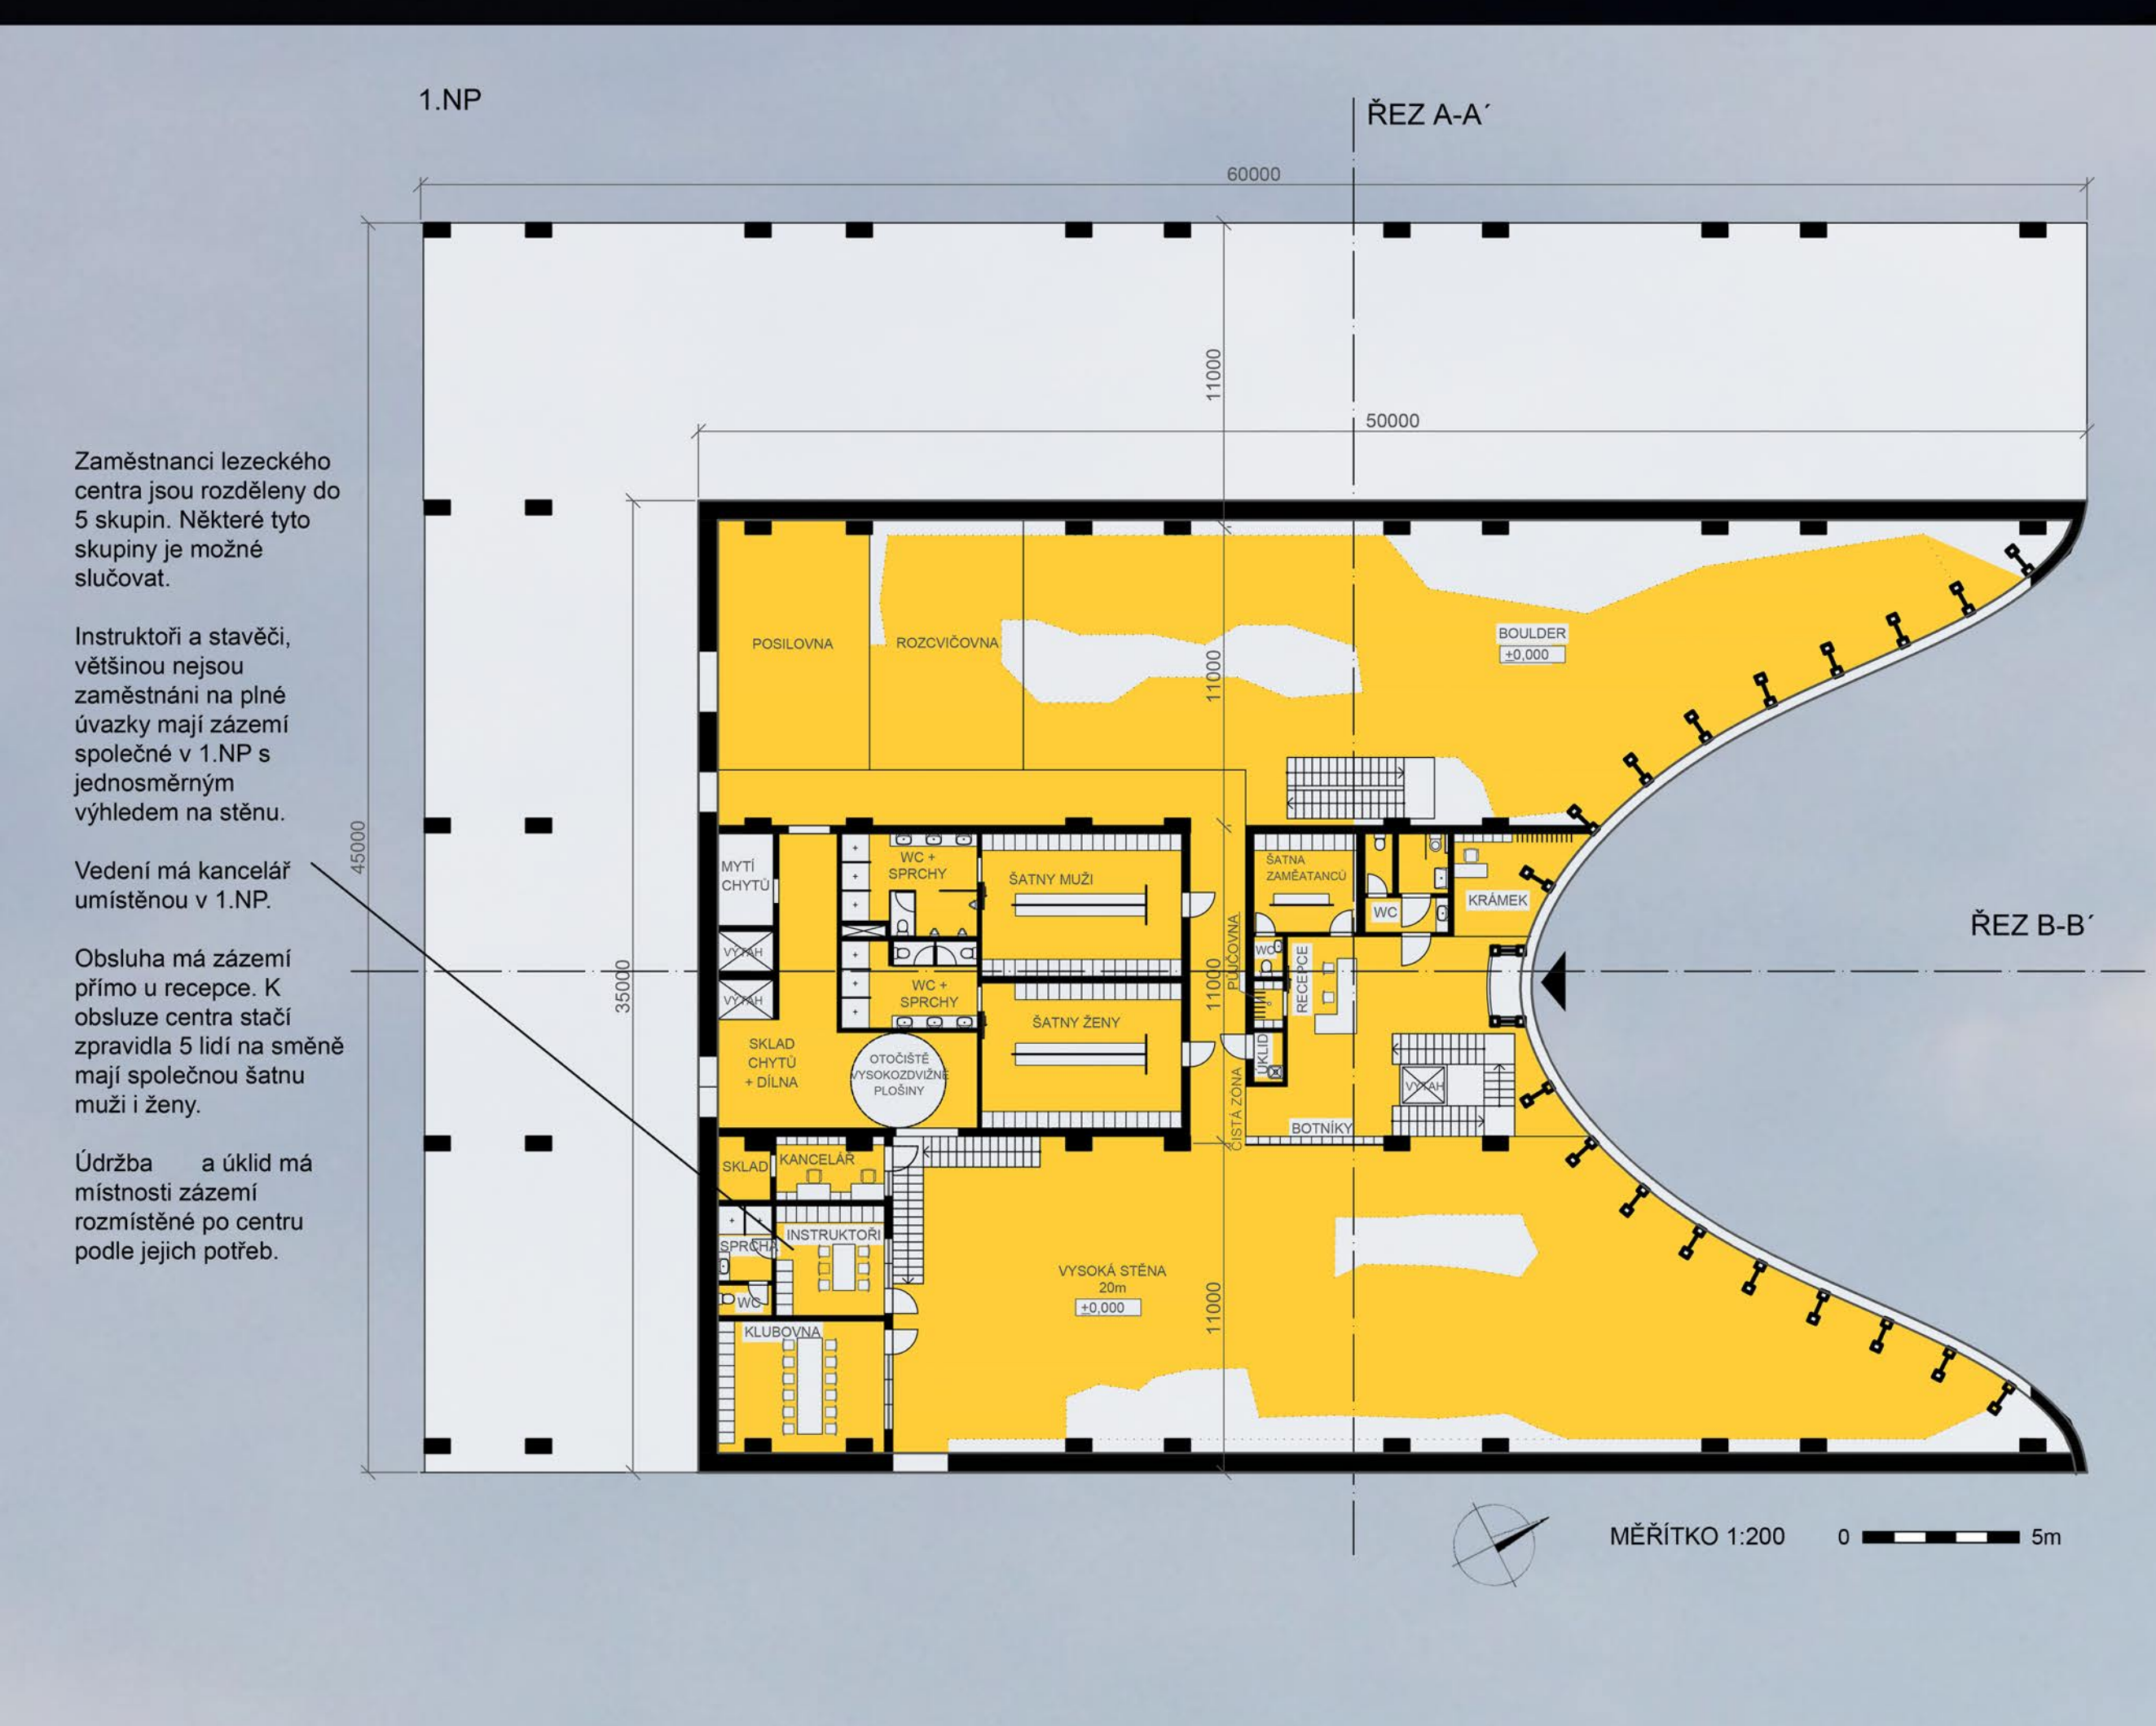 1.NP
ŘEZ A-A´
60000
11000
50000
Zaměstnanci lezeckého
centra jsou rozděleny do
5 skupin. Některé tyto
skupiny je možné
slučovat.
Instruktoři a stavěči,
většinou nejsou
zaměstnáni na plné
úvazky mají zázemí
společné v 1.NP s
jednosměrným
výhledem na stěnu.
Vedení má kancelář
umístěnou v 1.NP.
Obsluha má zázemí
přímo u recepce. K
obsluze centra stačí
zpravidla 5 lidí na směně
mají společnou šatnu
muži i ženy.
Údržba a úklid má
místnosti zázemí
rozmístěné po centru
podle jejich potřeb.
45000
35000
POSILOVNA
ROZCVIČOVNA
11000
BOULDER
±0,000
MYTÍ
CHYTŮ
WC +
SPRCHY
ŠATNY MUŽI
ŠATNA
ZAMĚATANCŮ
WC
KRÁMEK
ŘEZ B-B´
VÝTAH
VÝTAH
WC +
SPRCHY
ŠATNY ŽENY
11000
PŮJČOVNA
WC
RECEPCE
SKLAD
CHYTŮ
+ DÍLNA
OTOČIŠTĚ
VYSOKOZDVIŽNÉ
PLOŠINY
ÚKLID
ČISTÁ ZÓNA
VÝTAH
BOTNÍKY
SKLAD
KANCELÁŘ
SPRCHA
INSTRUKTOŘI
WC
KLUBOVNA
VYSOKÁ STĚNA
20m
±0,000
11000
MĚŘÍTKO 1:200
0
5m